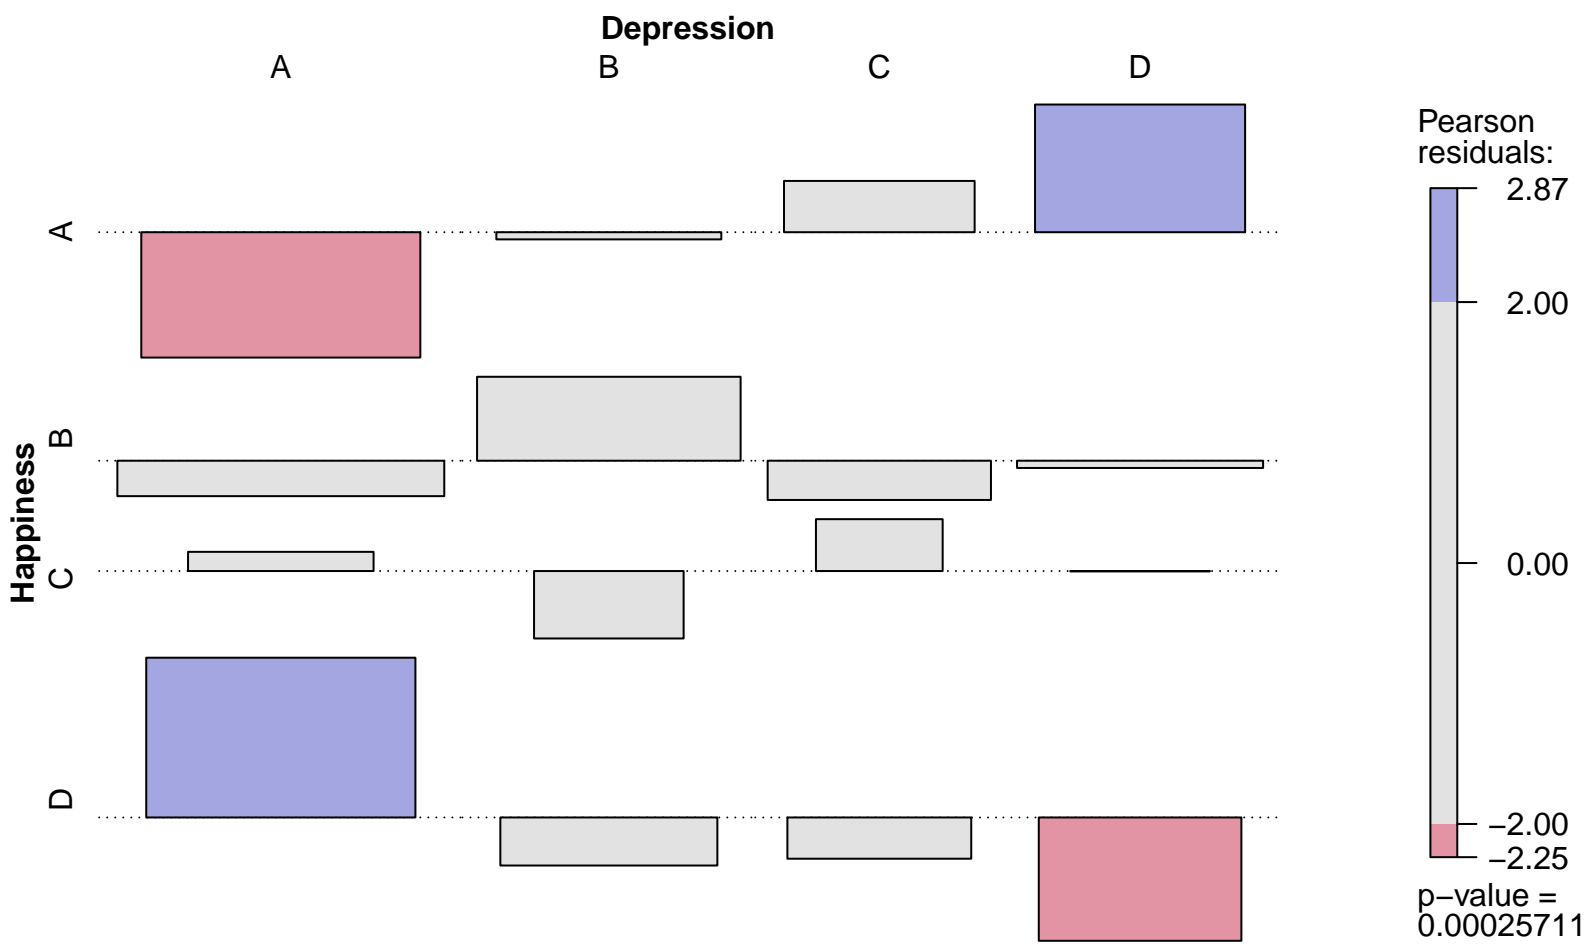 Depression
A B C D
A
B
C
D
Happiness
Pearson
residuals:
2.87
2.00
0.00
−2.00
−2.25
p−value =
0.00025711